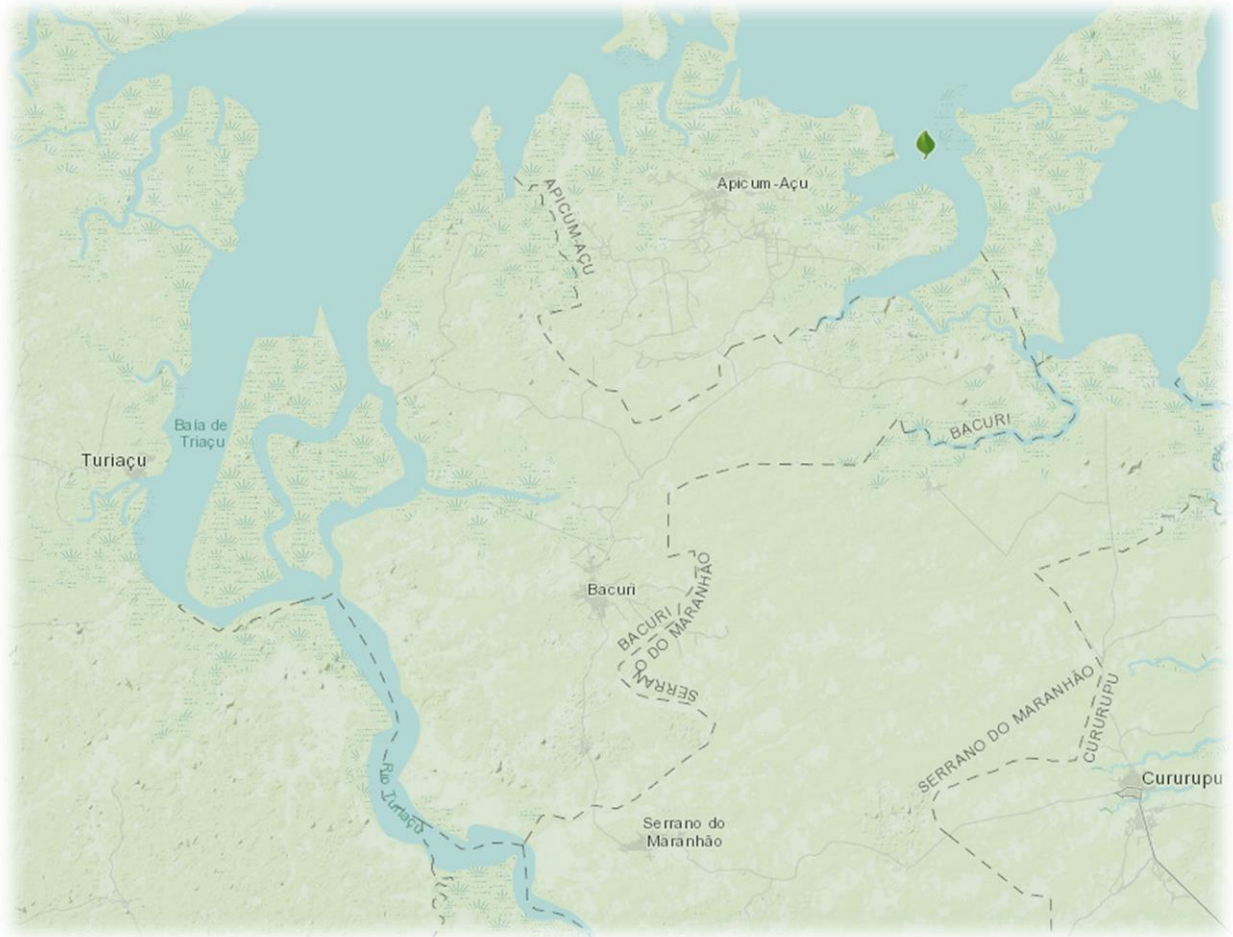 Apicum-Açu
APICUM-AÇU
Baía de
Triaçu
BACURI
Turiaçu
Bacuri
BACURI
SERRANO DO MARANHÃO
SERRANO DO MARANHÃO
CURURUPU
Rio Turiaçu
Cururupu
Serrano do
Maranhão